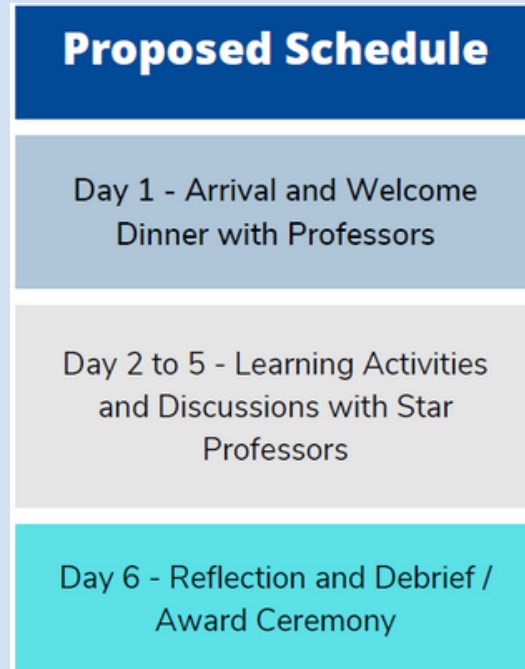 Proposed Schedule
Day 1 - Arrival and Welcome
Dinner with Professors
Day 2 to 5 - Learning Activities
and Discussions with Star
Professors
Day 6 - Reflection and Debrief /
Award Ceremony